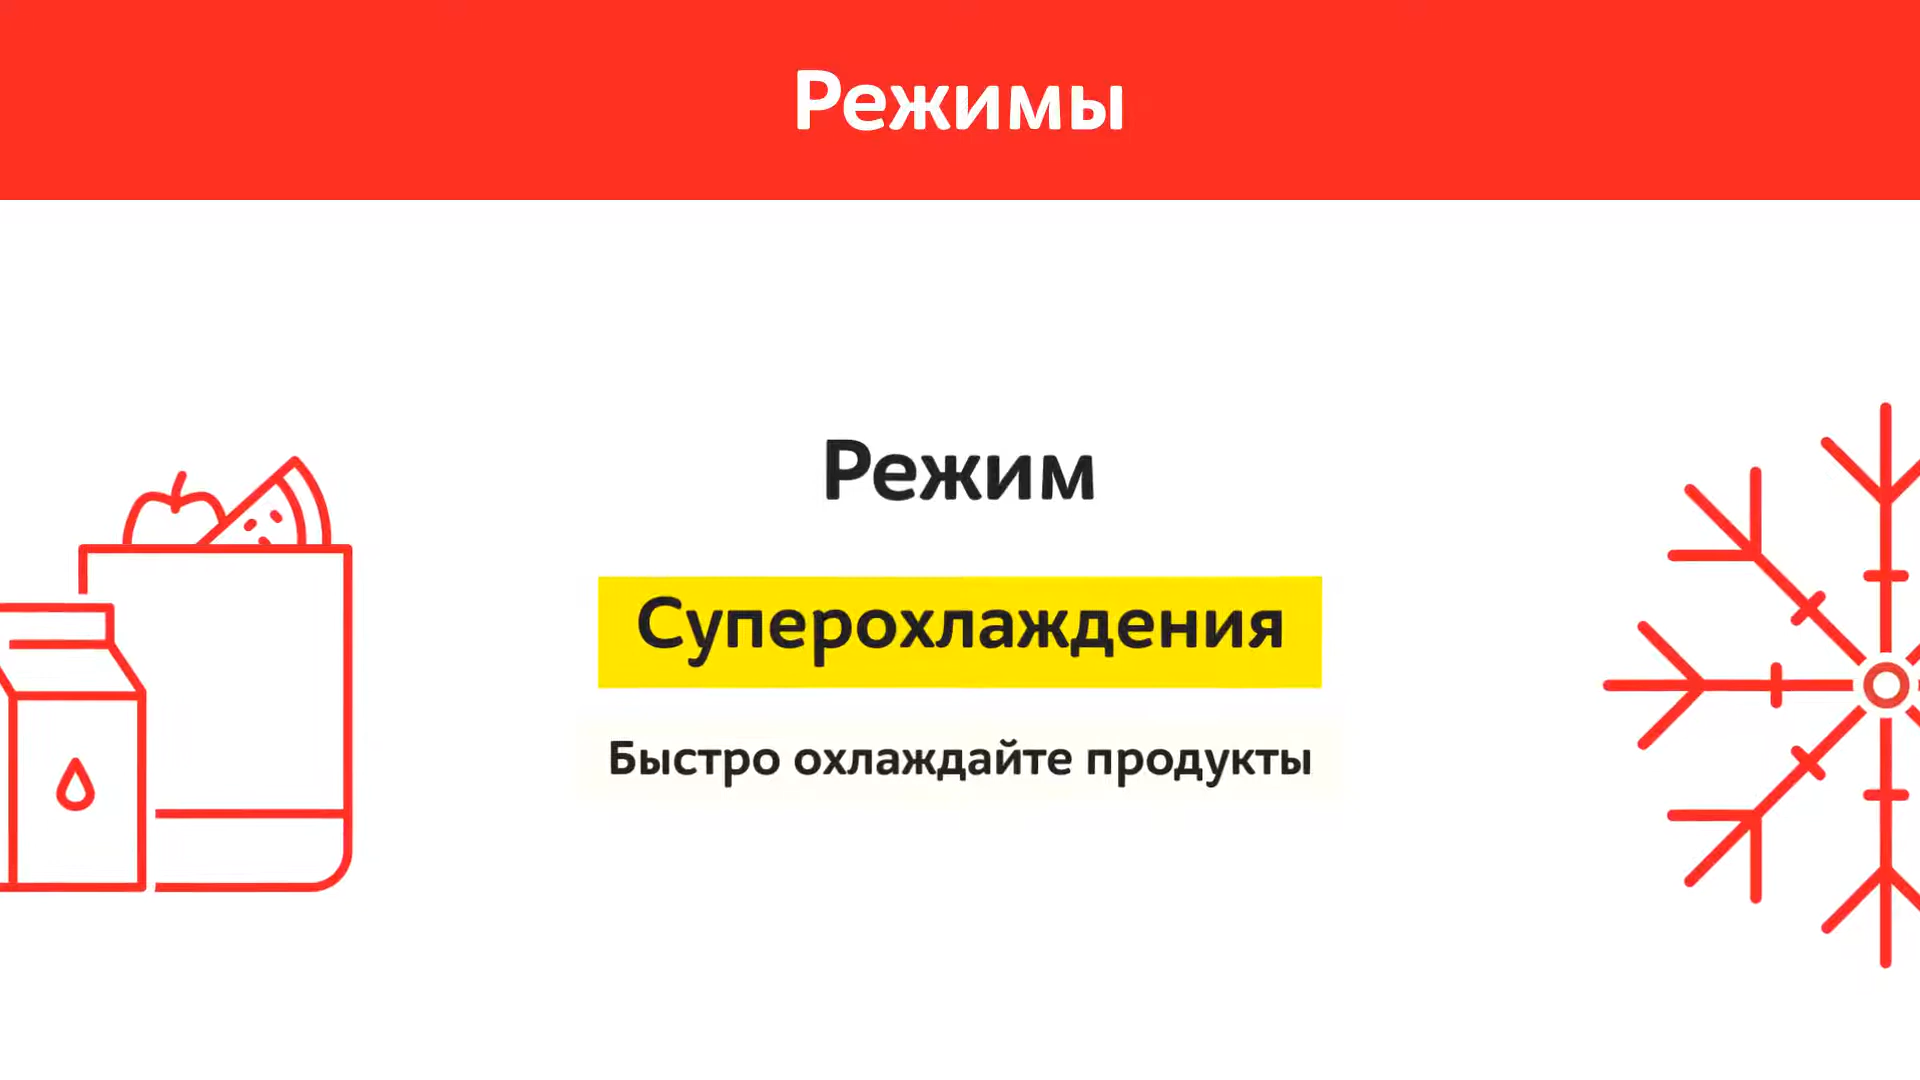 Режимы
Режим
Суперохлаждения
Быстро охлаждайте продукты